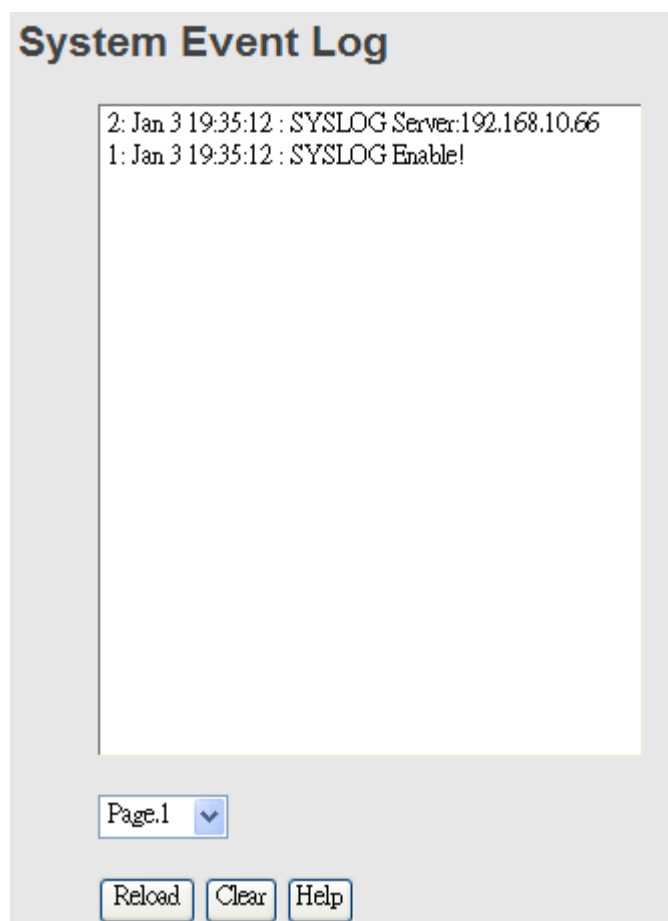 System Event Log
2: Jan 3 19:35:12 : SYSLOG Server:192.168.10.66
1: Jan 3 19:35:12 : SYSLOG Enable!
Page.1
Reload Clear Help